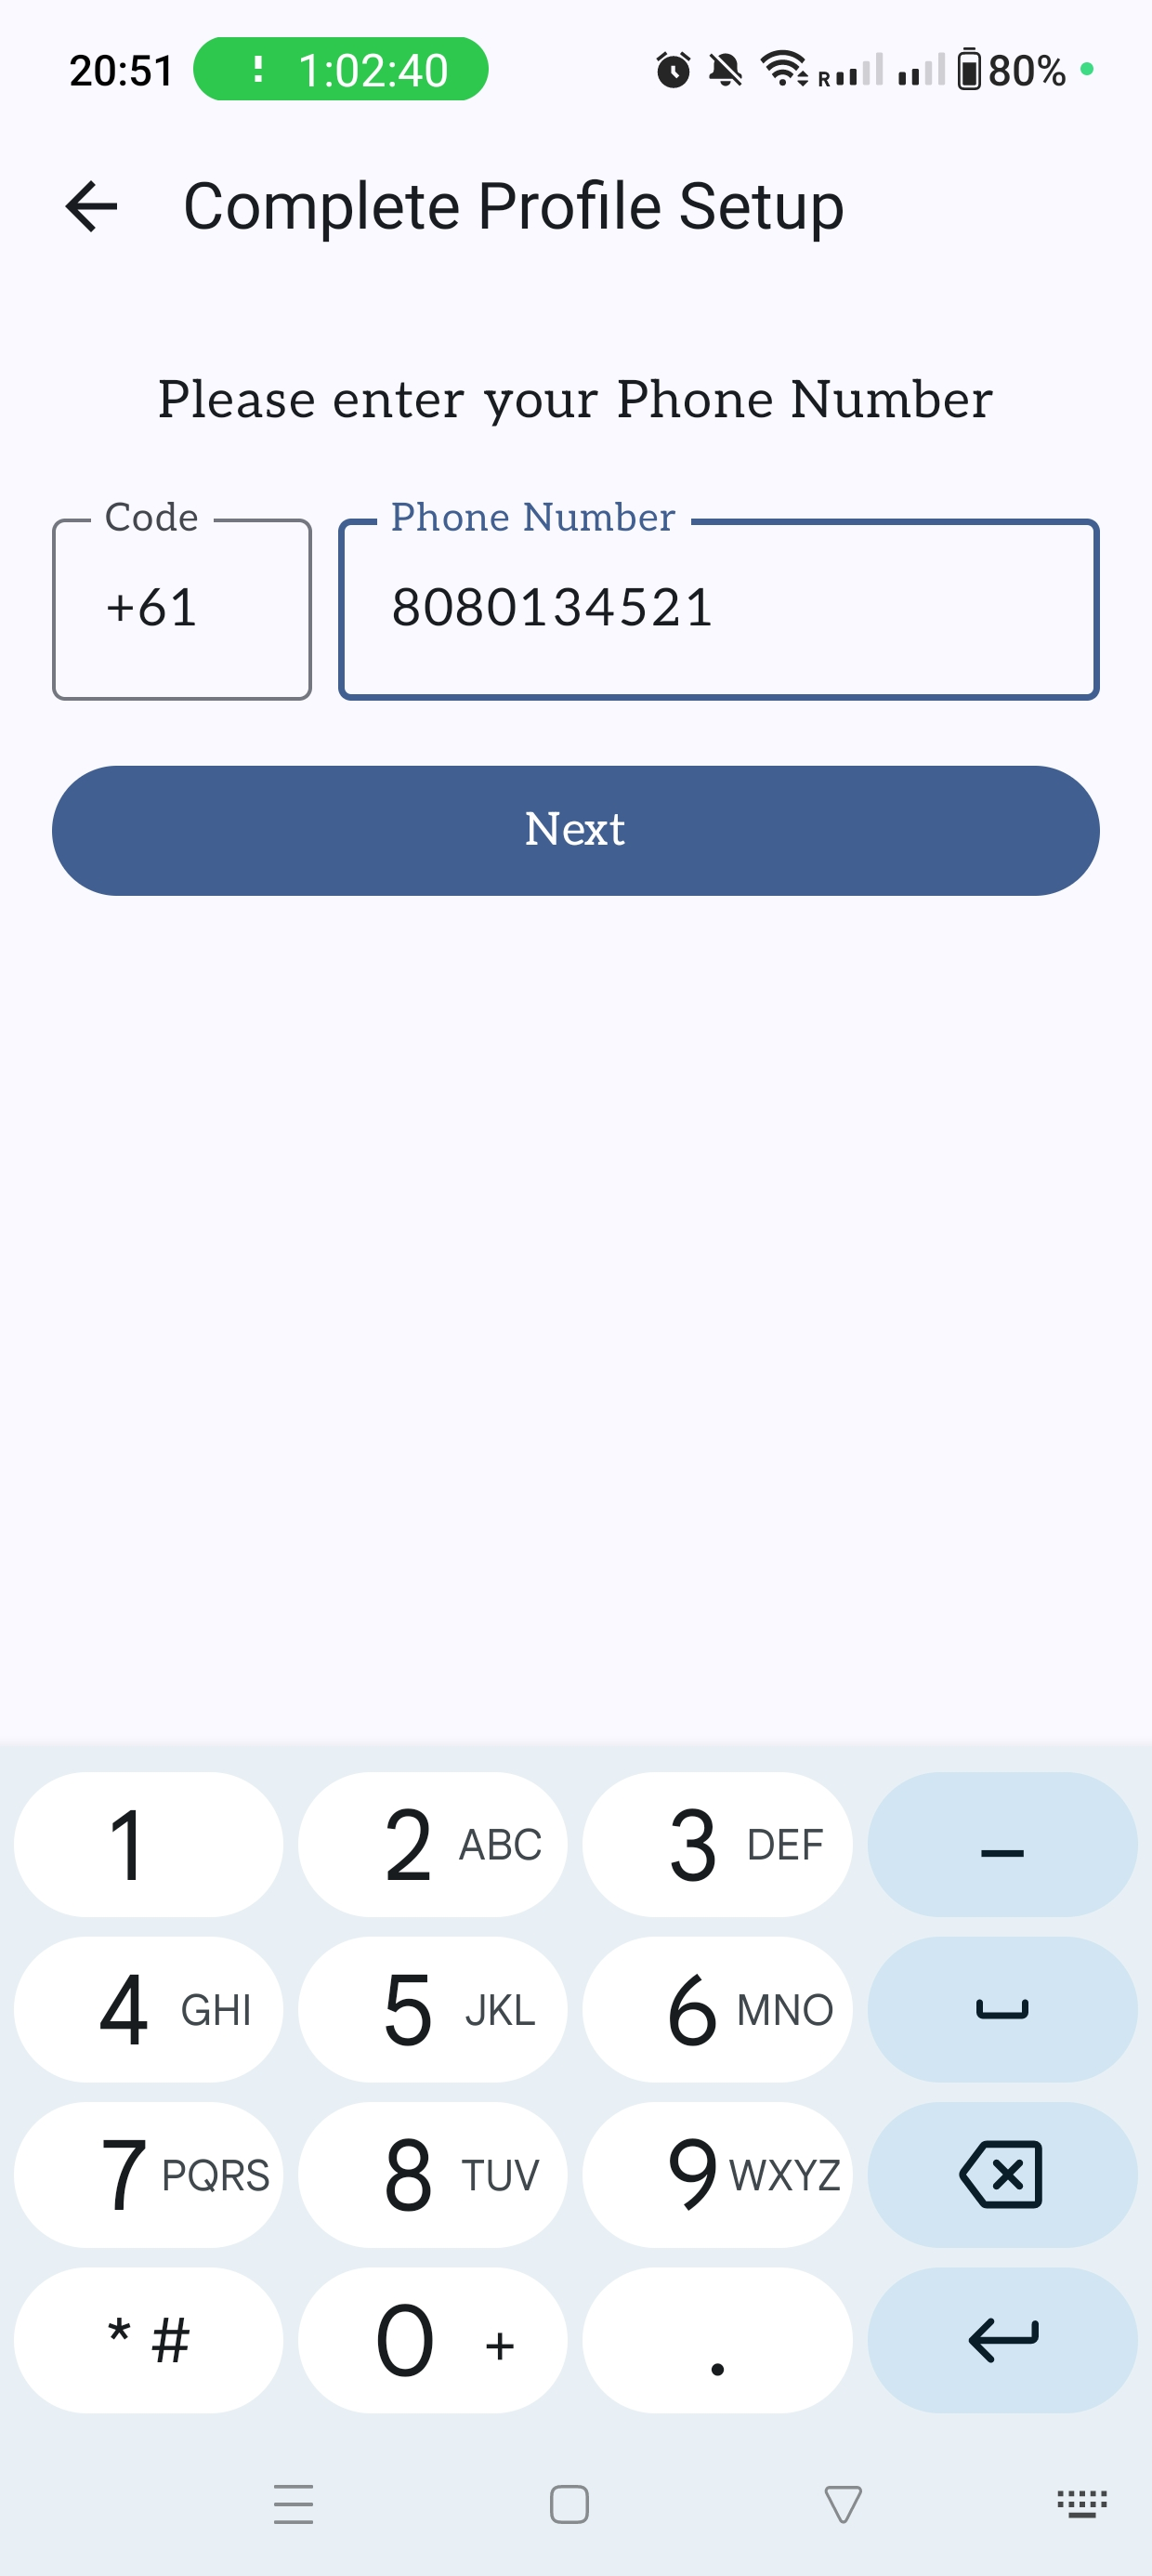 20:51 1:02:40 R 80%
Complete Profile Setup
Please enter your Phone Number
Code Phone Number
+61 8080134521
Next
1 2 ABC 3 DEF –
4 GHI 5 JKL 6 MNO
7 PQRS 8 TUV 9 WXYZ
* # 0 + .